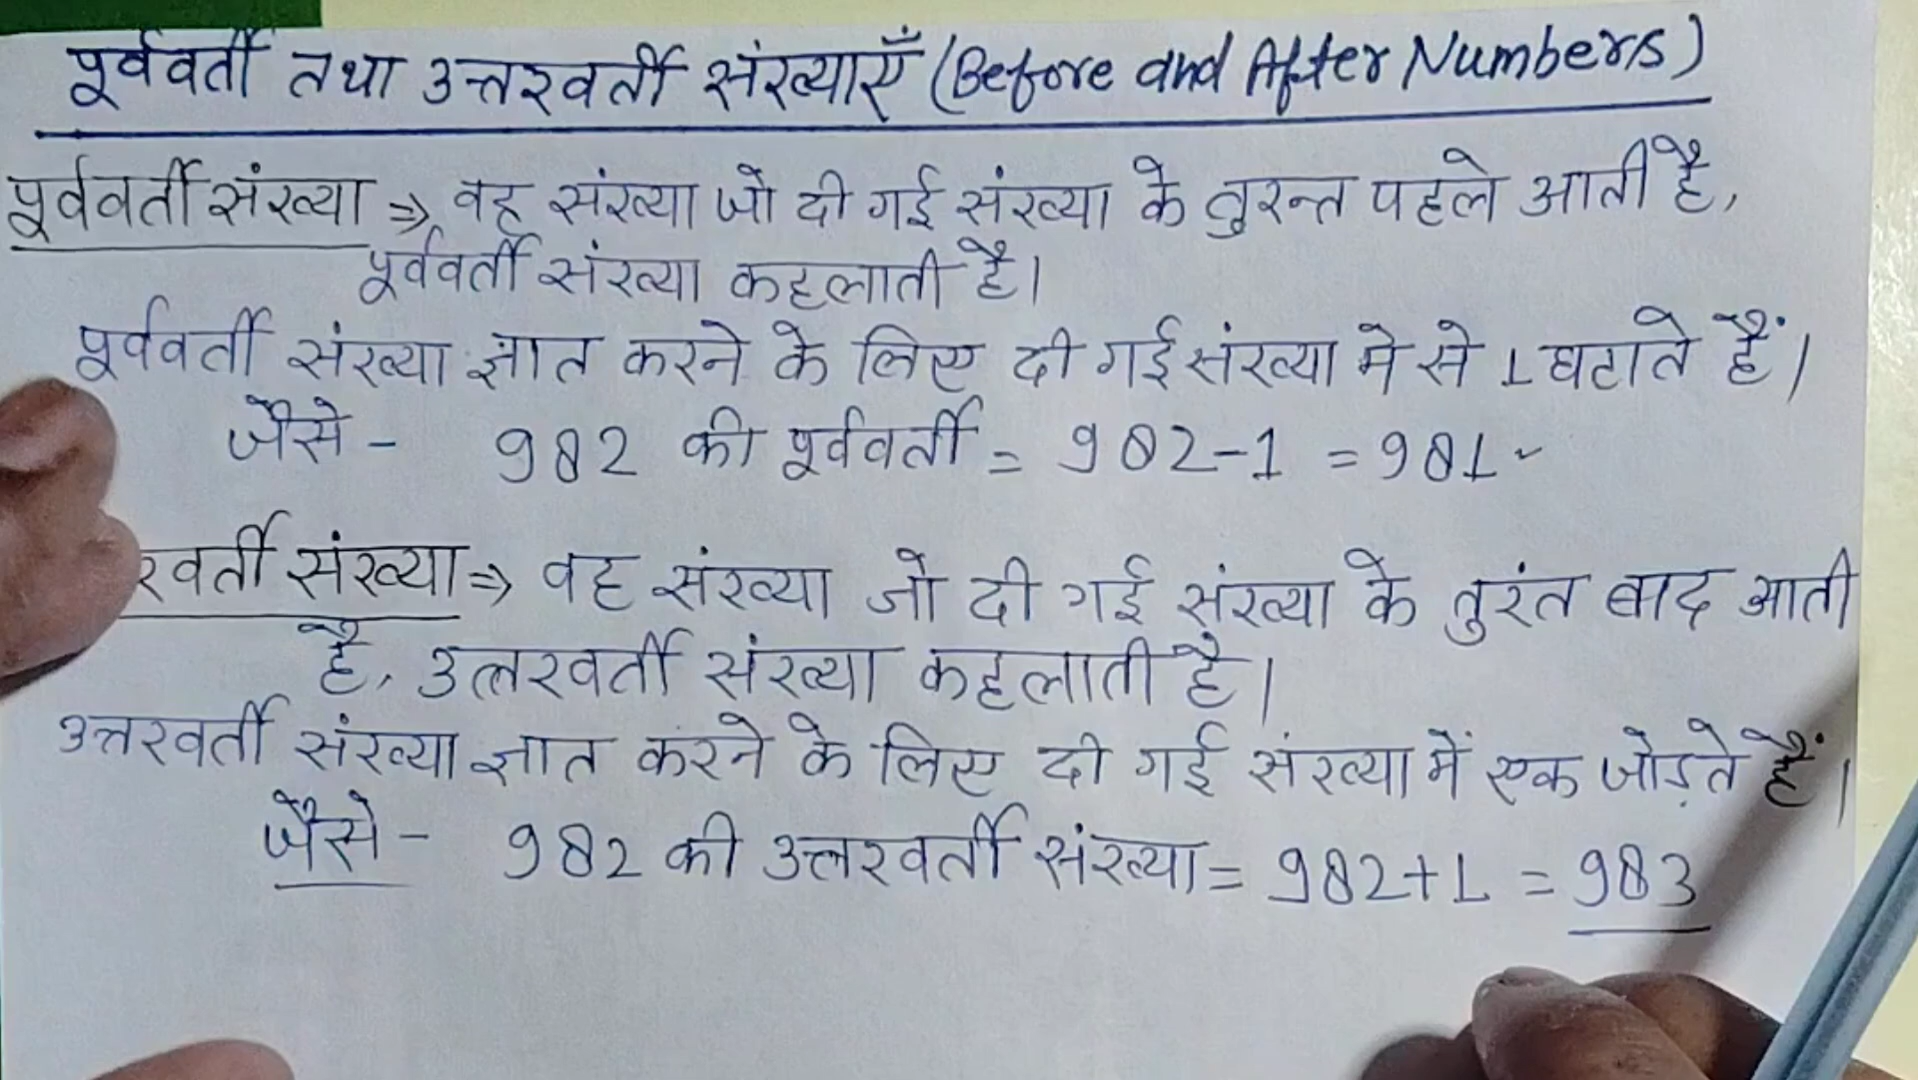 पूर्ववर्ती तथा उत्तरवर्ती संख्याएँ (Before and After Numbers)
पूर्ववर्ती संख्या ⇒ वह संख्या जो दी गई संख्या के तुरन्त पहले आती है,
पूर्ववर्ती संख्या कहलाती है।
पूर्ववर्ती संख्या ज्ञात करने के लिए दी गई संख्या मे से 1 घटाते हैं।
जैसे - 982 की पूर्ववर्ती = 982-1 = 981
रवर्ती संख्या ⇒ वह संख्या जो दी गई संख्या के तुरंत बाद आती
है, उत्तरवर्ती संख्या कहलाती है।
उत्तरवर्ती संख्या ज्ञात करने के लिए दी गई संख्या में एक जोड़ते हैं।
जैसे - 982 की उत्तरवर्ती संख्या = 982+1 = 983